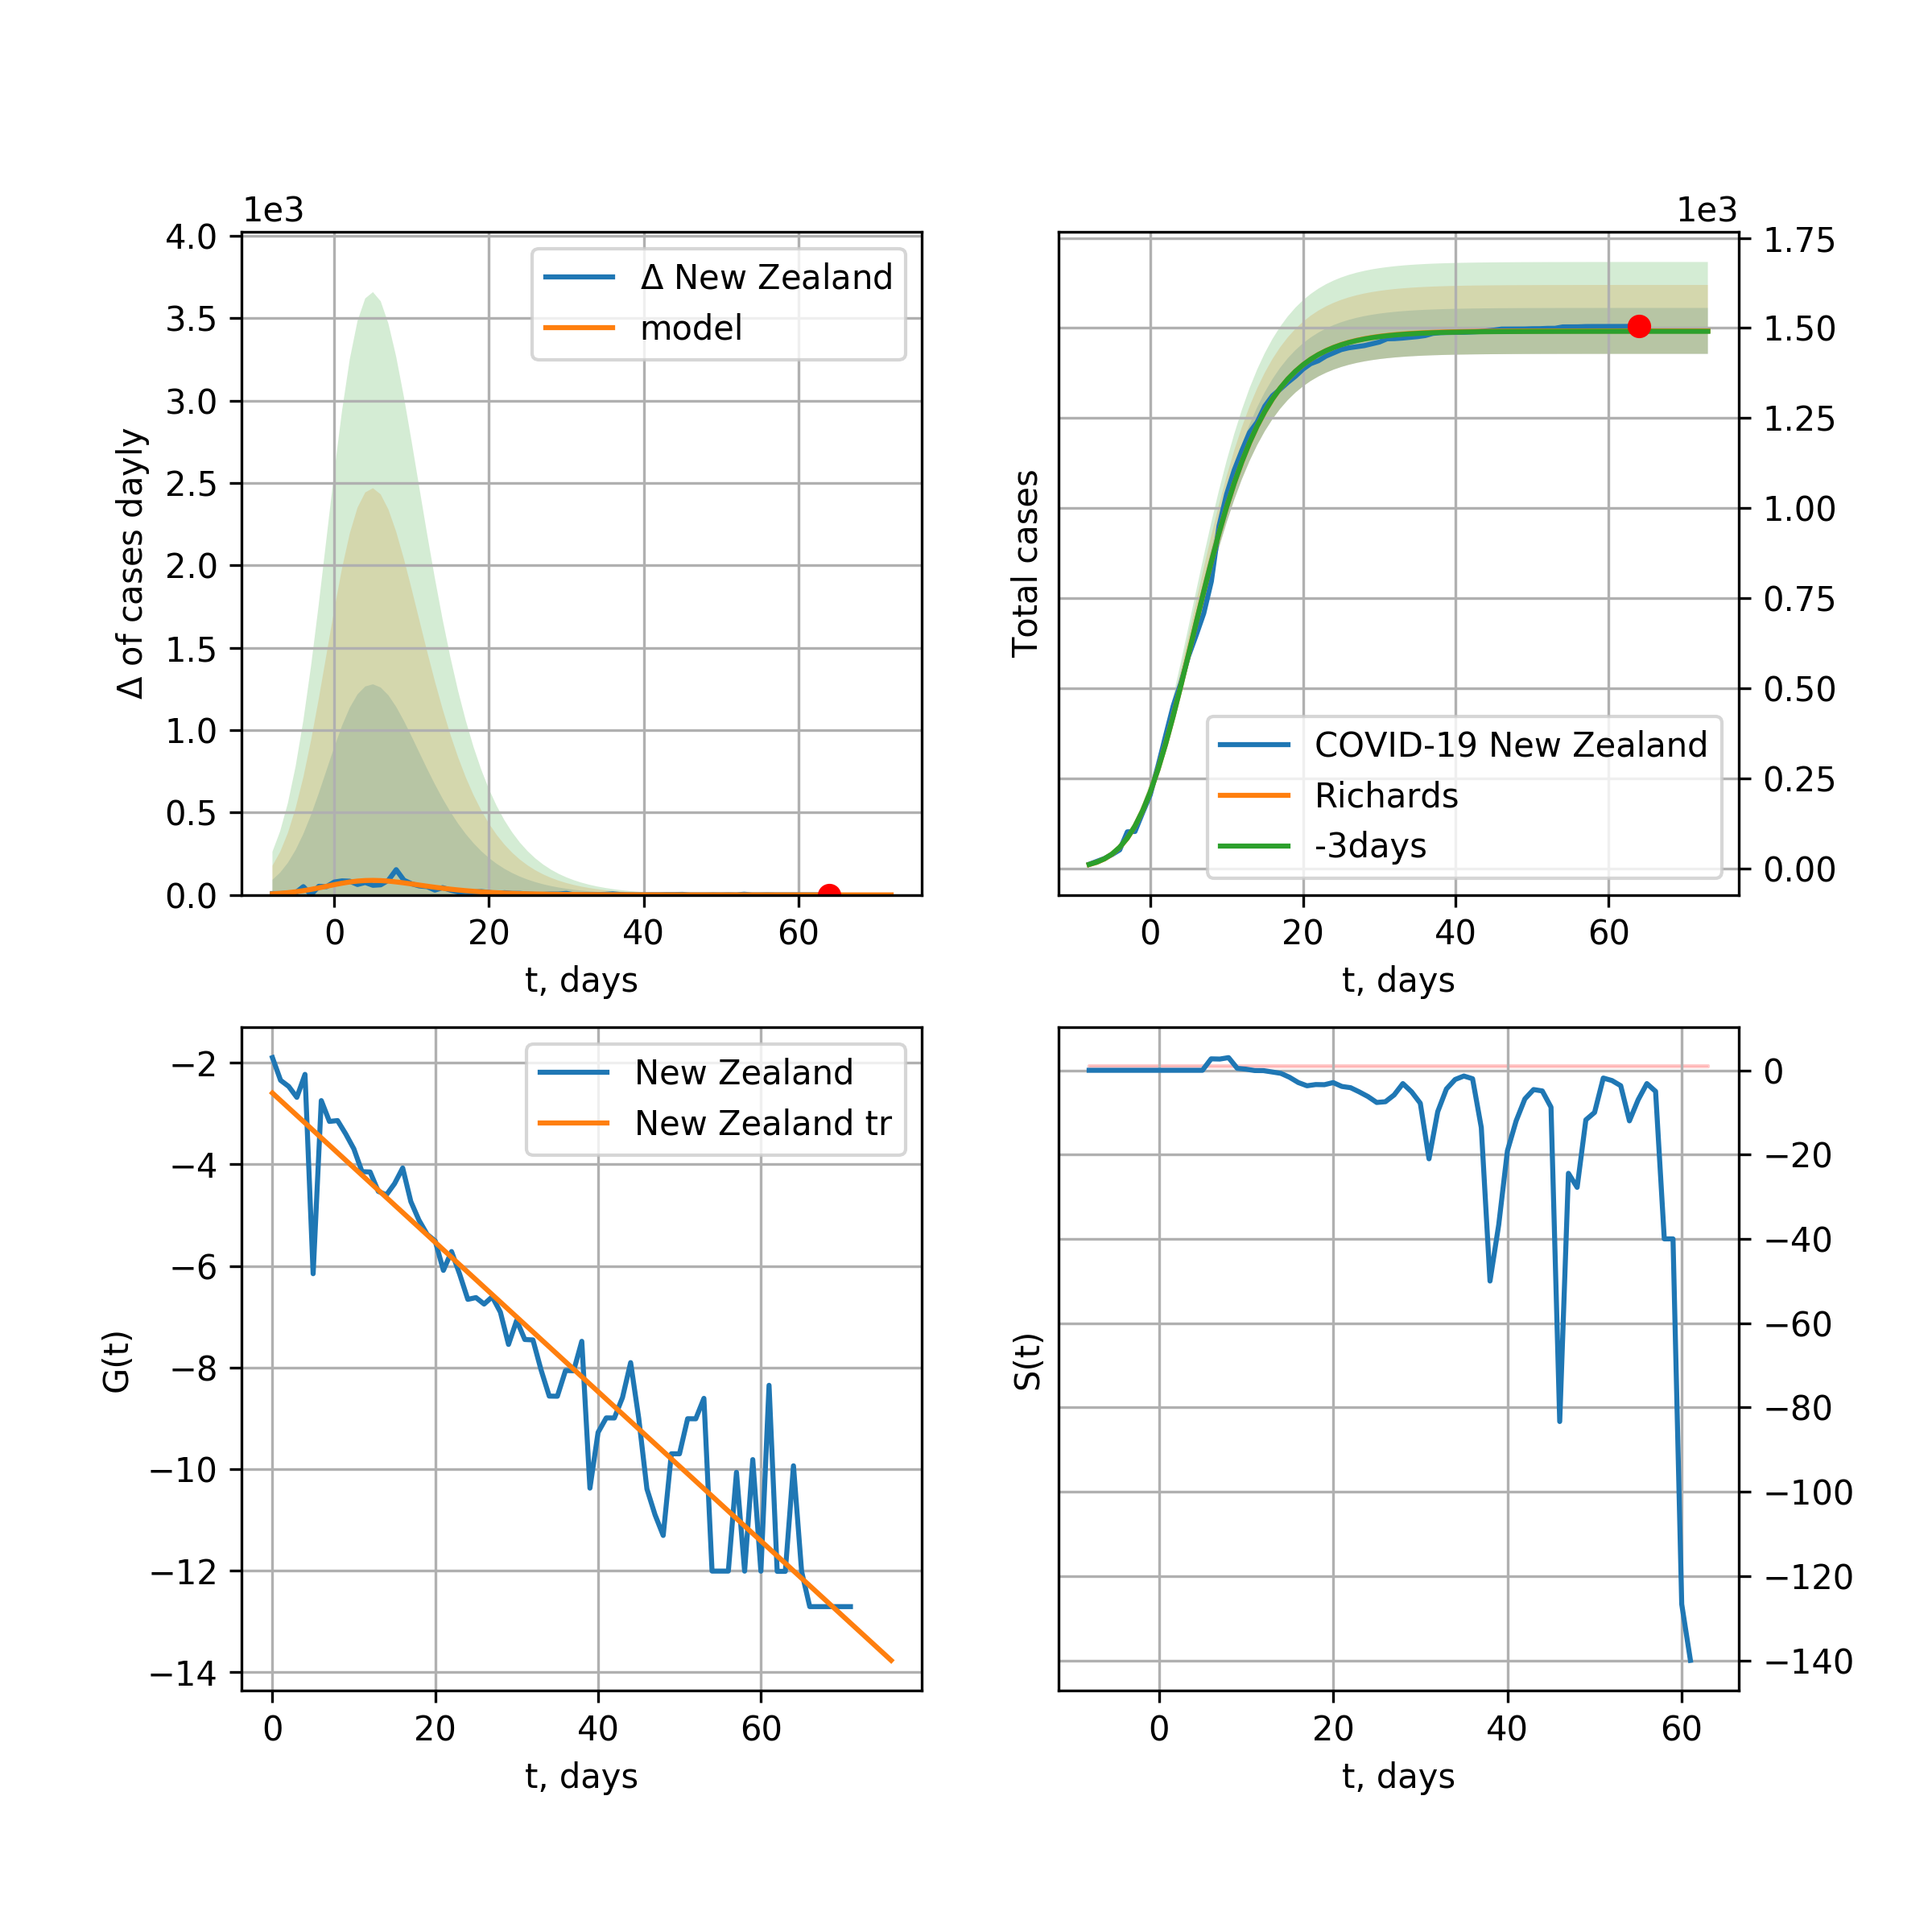 1e3
4.0
3.5
3.0
2.5
2.0
1.5
1.0
0.5
0.0
Δ of cases dayly
0 20 40 60
t, days
Δ New Zealand
model
1e3
1.75
1.50
1.25
1.00
0.75
0.50
0.25
0.00
Total cases
0 20 40 60
t, days
COVID-19 New Zealand
Richards
-3days
−2
−4
−6
−8
−10
−12
−14
G(t)
0 20 40 60
t, days
New Zealand
New Zealand tr
0
−20
−40
−60
−80
−100
−120
−140
S(t)
0 20 40 60
t, days